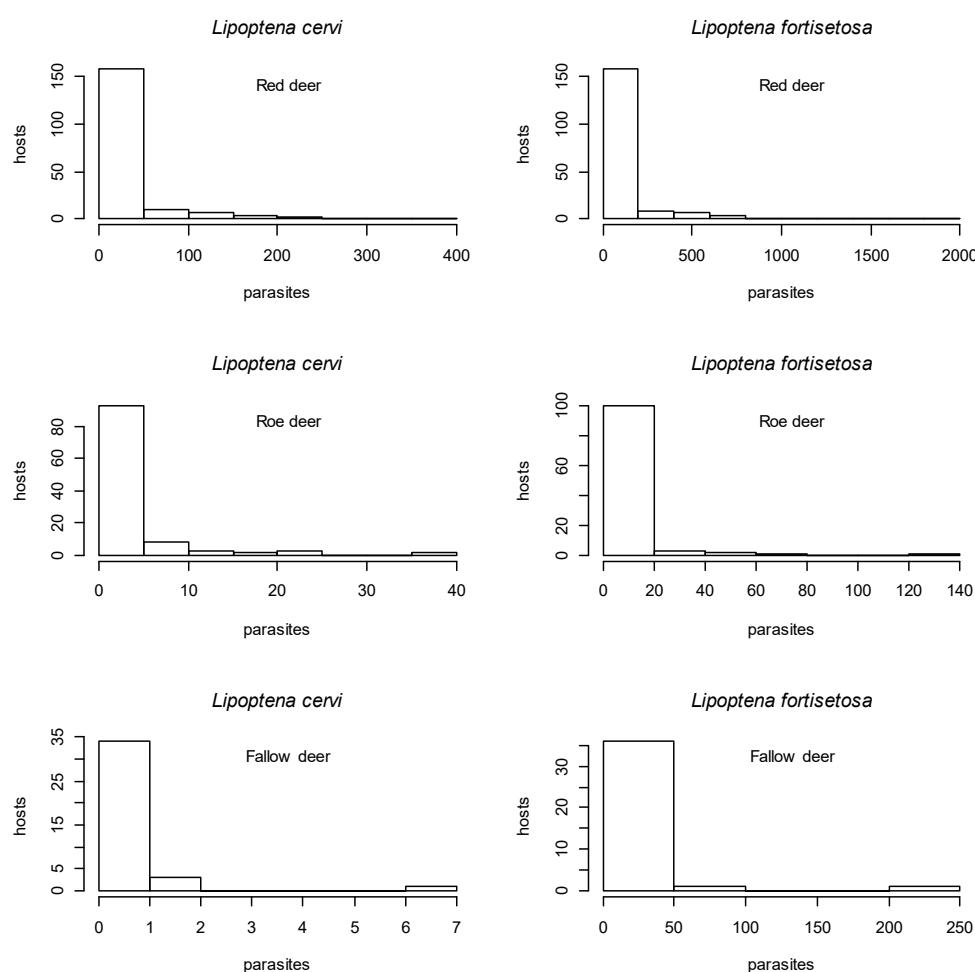 Lipoptena cervi
Red deer
hosts
0 50 100 150
0 100 200 300 400
parasites
Lipoptena fortisetosa
Red deer
hosts
0 50 100 150
0 500 1000 1500 2000
parasites
Lipoptena cervi
Roe deer
hosts
0 20 40 60 80
0 10 20 30 40
parasites
Lipoptena fortisetosa
Roe deer
hosts
0 20 60 100
0 20 40 60 80 100 120 140
parasites
Lipoptena cervi
Fallow deer
hosts
0 5 15 25 35
0 1 2 3 4 5 6 7
parasites
Lipoptena fortisetosa
Fallow deer
hosts
0 10 20 30
0 50 100 150 200 250
parasites